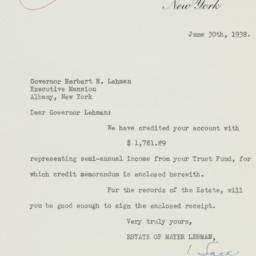 New York
June 30th, 1938.
Governor Herbert H. Lehman
Executive Mansion
Albany, New York
Dear Governor Lehman:
We have credited your account with
$ 1,781.89
representing semi-annual income from your Trust Fund, for
which credit memorandum is enclosed herewith.
For the records of the Estate, will
you be good enough to sign the enclosed receipt.
Very truly yours,
ESTATE OF MAYER LEHMAN,